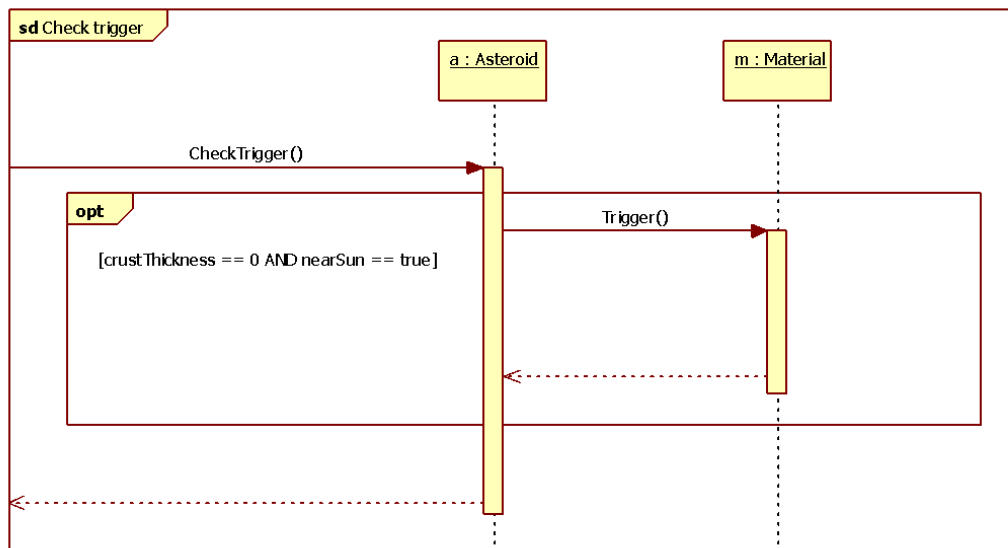 sd Check trigger
a : Asteroid
m : Material
CheckTrigger()
opt
Trigger()
[crustThickness == 0 AND nearSun == true]